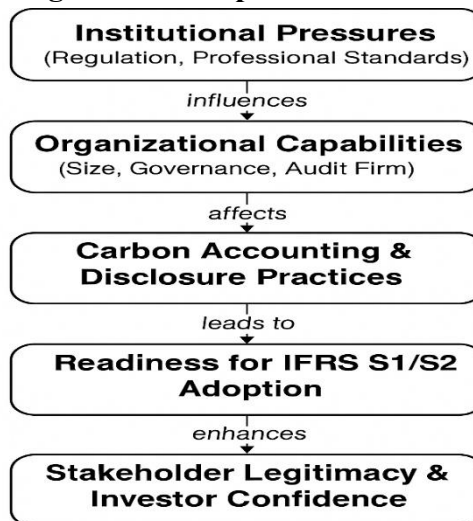 Institutional Pressures
(Regulation, Professional Standards)
influences
Organizational Capabilities
(Size, Governance, Audit Firm)
affects
Carbon Accounting &
Disclosure Practices
leads to
Readiness for IFRS S1/S2
Adoption
enhances
Stakeholder Legitimacy &
Investor Confidence